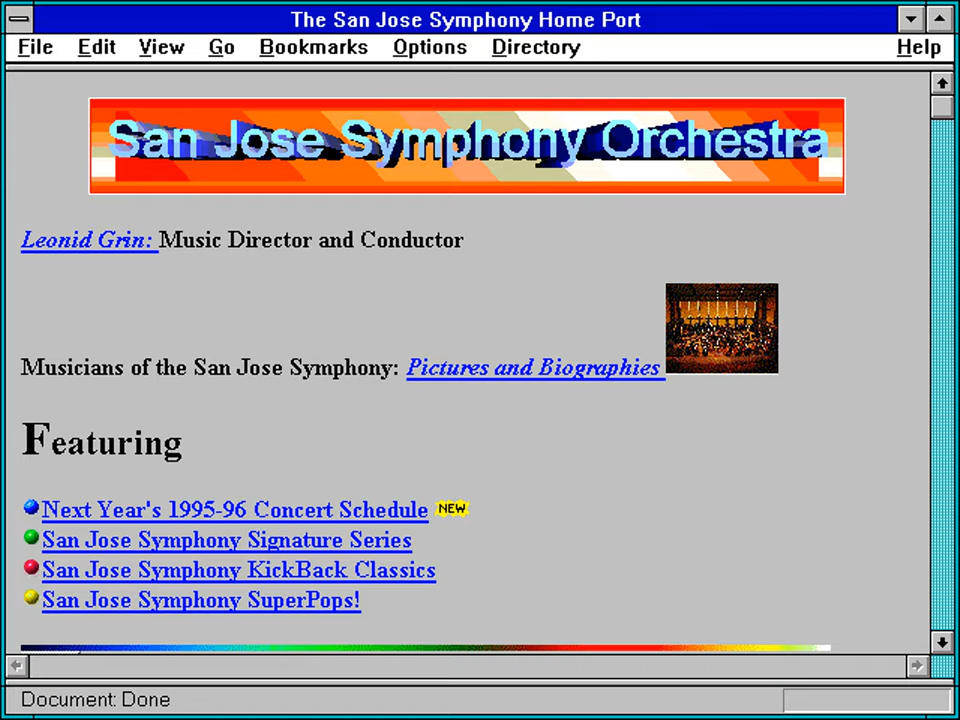 The San Jose Symphony Home Port
File Edit View Go Bookmarks Options Directory Help
San Jose Symphony Orchestra
Leonid Grin: Music Director and Conductor
Musicians of the San Jose Symphony: Pictures and Biographies
Featuring
Next Year's 1995-96 Concert Schedule NEW
San Jose Symphony Signature Series
San Jose Symphony KickBack Classics
San Jose Symphony SuperPops!
Document: Done